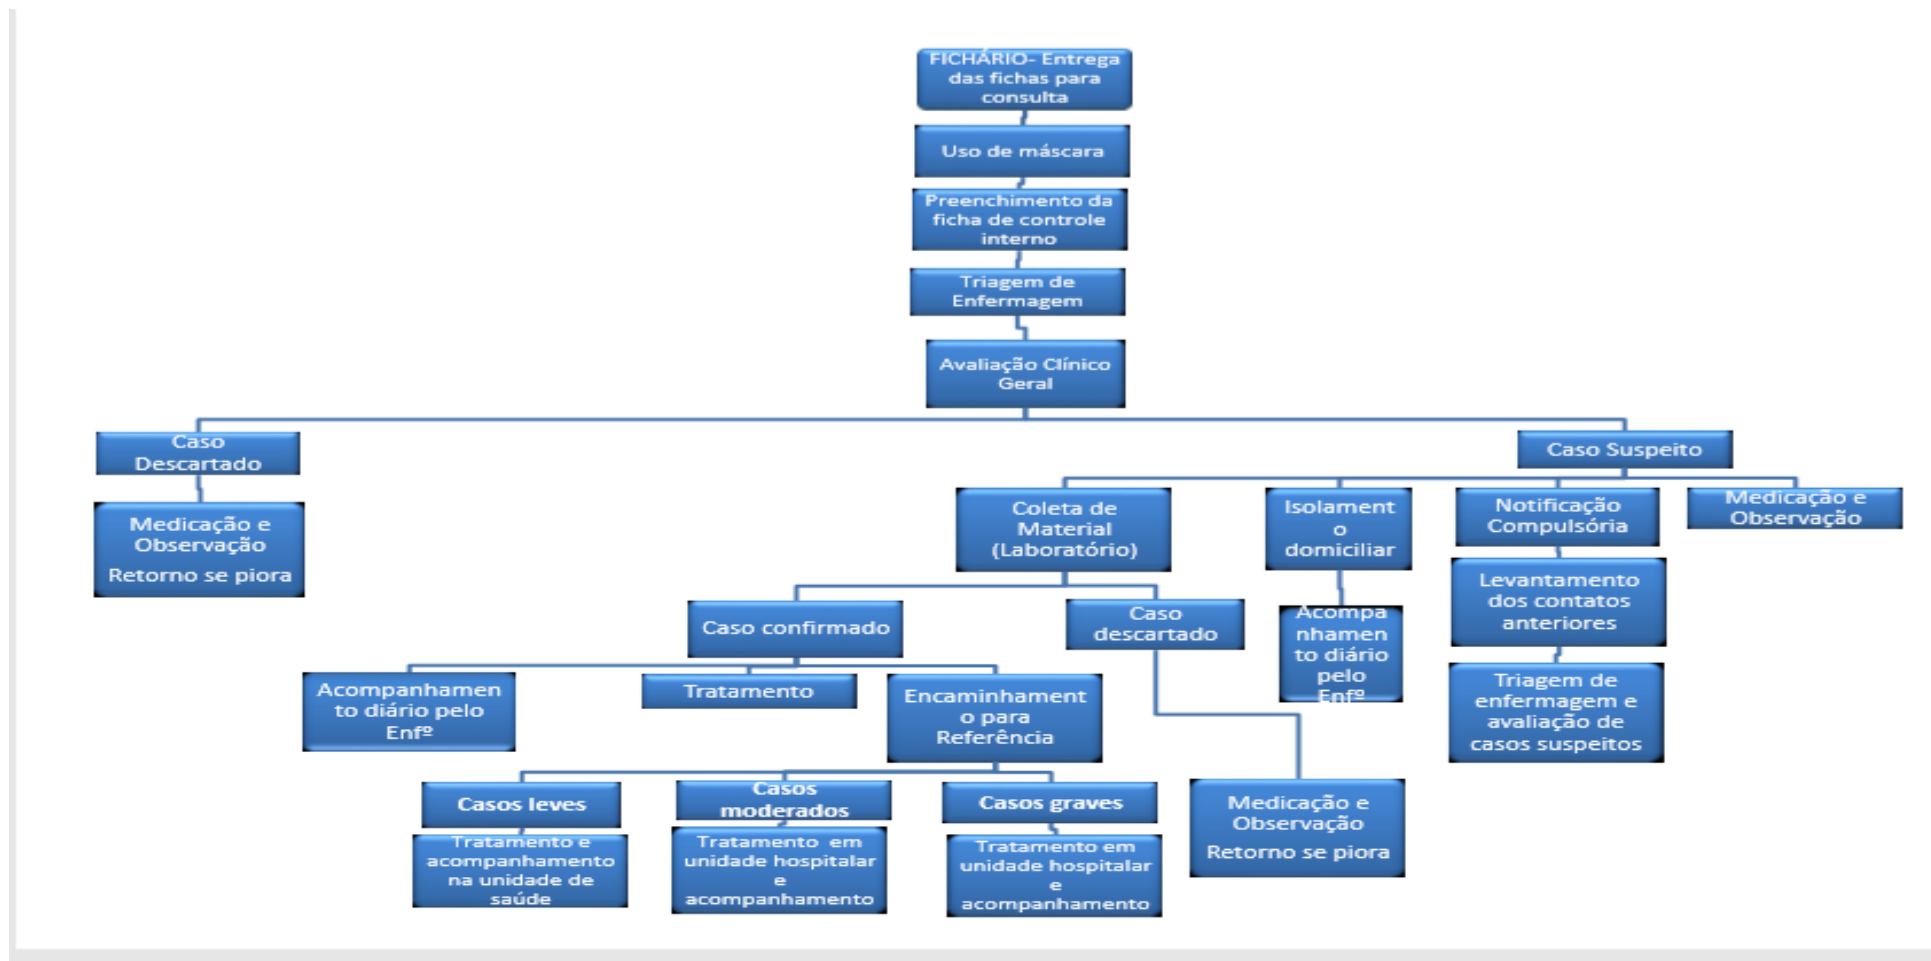 FICHÁRIO- Entrega
das fichas para
consulta
Uso de máscara
Preenchimento da
ficha de controle
interno
Triagem de
Enfermagem
Avaliação Clínico
Geral
Caso
Descartado
Medicação e
Observação
Retorno se piora
Caso Suspeito
Coleta de
Material
(Laboratório)
Isolament
o
domiciliar
Notificação
Compulsória
Medicação e
Observação
Levantamento
dos contatos
anteriores
Acompa
nhamen
to diário
pelo
Enfº
Triagem de
enfermagem e
avaliação de
casos suspeitos
Caso confirmado
Caso
descartado
Acompanhamen
to diário pelo
Enfº
Tratamento
Encaminhament
o para
Referência
Casos leves
Casos
moderados
Casos graves
Tratamento e
acompanhamento
na unidade de
saúde
Tratamento em
unidade hospitalar
e
acompanhamento
Tratamento em
unidade hospitalar
e
acompanhamento
Medicação e
Observação
Retorno se piora